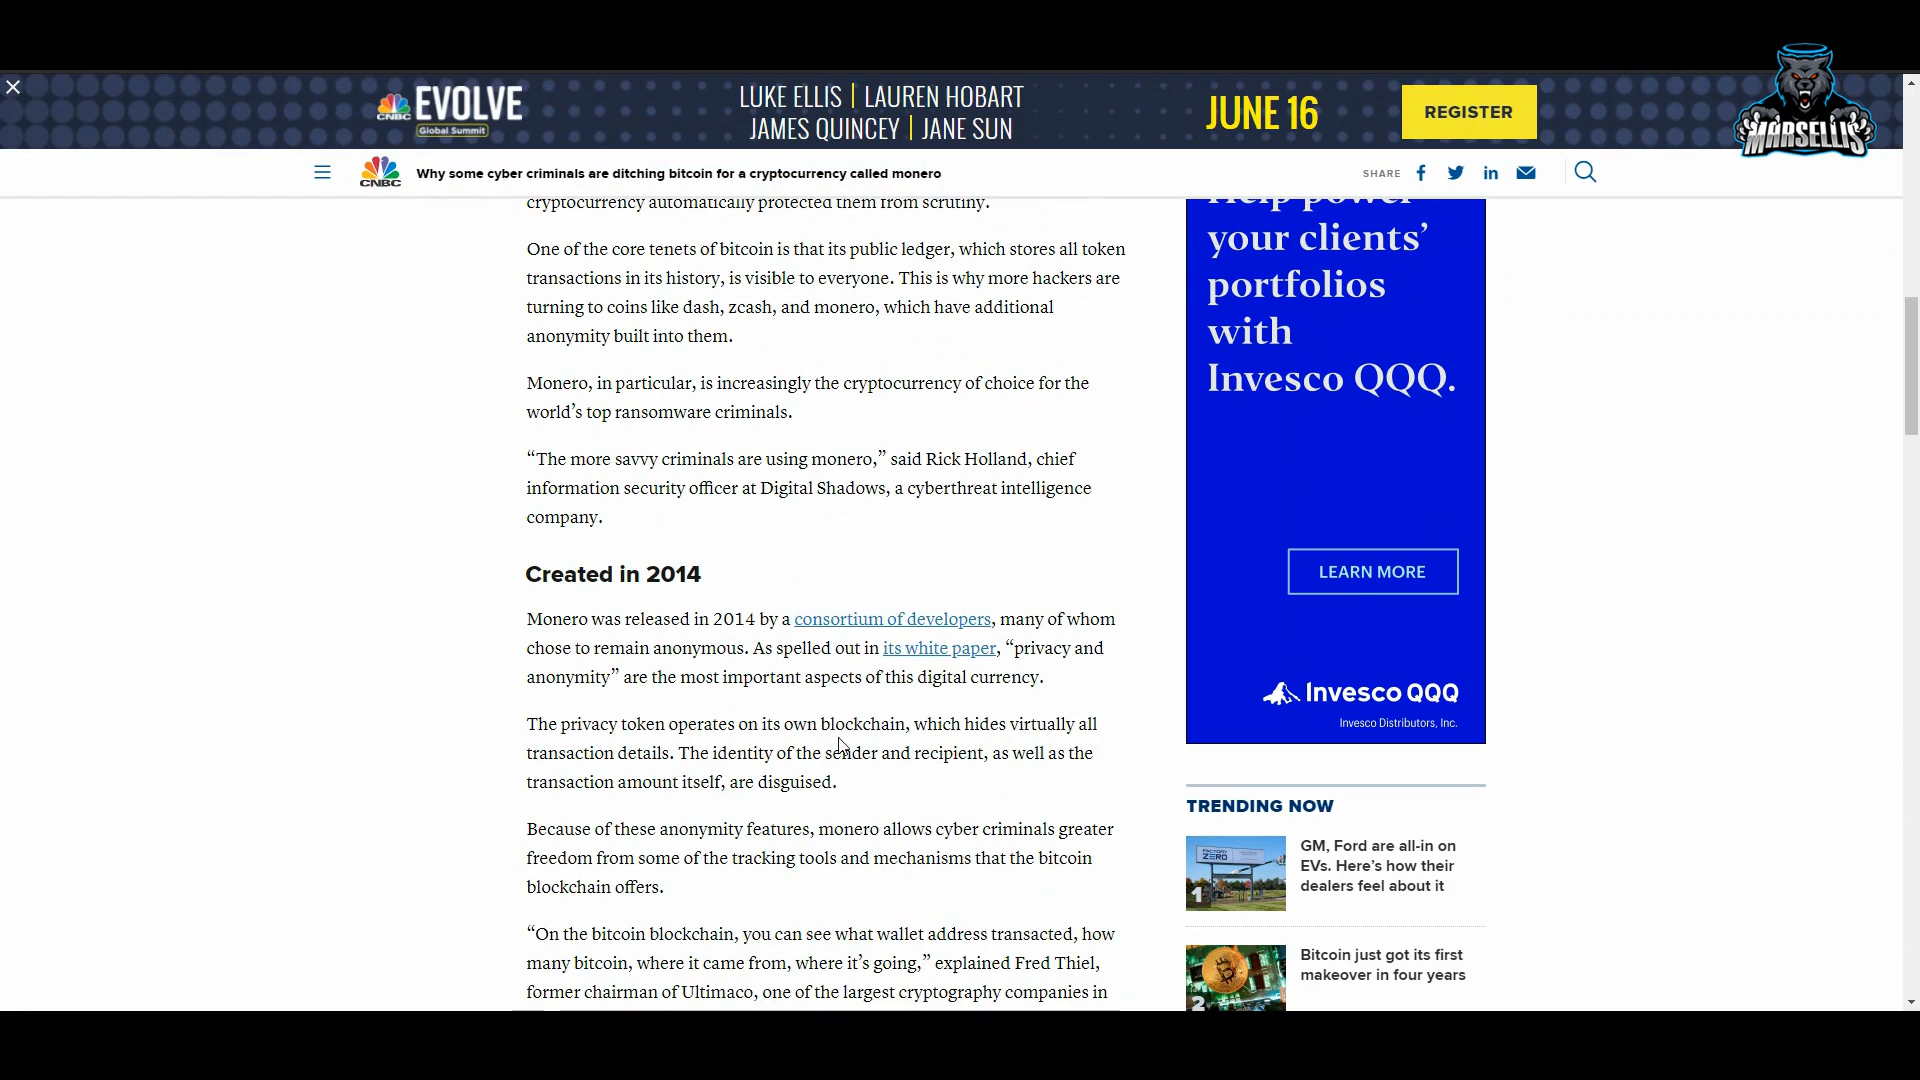 CNBC EVOLVE
Global Summit
LUKE ELLIS | LAUREN HOBART
JAMES QUINCEY | JANE SUN
JUNE 16
REGISTER
MARSELLIS
CNBC
Why some cyber criminals are ditching bitcoin for a cryptocurrency called monero
SHARE
cryptocurrency automatically protected them from scrutiny.
One of the core tenets of bitcoin is that its public ledger, which stores all token
transactions in its history, is visible to everyone. This is why more hackers are
turning to coins like dash, zcash, and monero, which have additional
anonymity built into them.
Monero, in particular, is increasingly the cryptocurrency of choice for the
world’s top ransomware criminals.
“The more savvy criminals are using monero,” said Rick Holland, chief
information security officer at Digital Shadows, a cyberthreat intelligence
company.
Created in 2014
Monero was released in 2014 by a consortium of developers, many of whom
chose to remain anonymous. As spelled out in its white paper, “privacy and
anonymity” are the most important aspects of this digital currency.
The privacy token operates on its own blockchain, which hides virtually all
transaction details. The identity of the sender and recipient, as well as the
transaction amount itself, are disguised.
Because of these anonymity features, monero allows cyber criminals greater
freedom from some of the tracking tools and mechanisms that the bitcoin
blockchain offers.
“On the bitcoin blockchain, you can see what wallet address transacted, how
many bitcoin, where it came from, where it’s going,” explained Fred Thiel,
former chairman of Ultimaco, one of the largest cryptography companies in
Help power
your clients’
portfolios
with
Invesco QQQ.
LEARN MORE
Invesco QQQ
Invesco Distributors, Inc.
TRENDING NOW
FACTORY
ZERO
1
GM, Ford are all-in on
EVs. Here’s how their
dealers feel about it
2
Bitcoin just got its first
makeover in four years